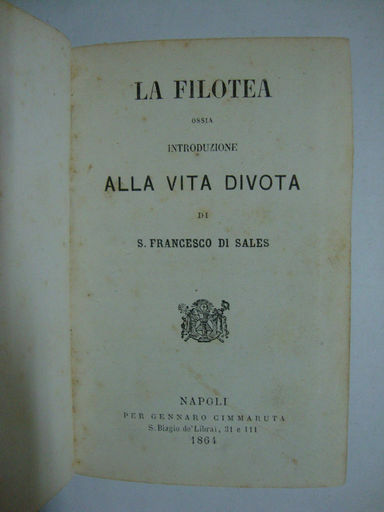 LA FILOTEA
OSSIA
INTRODUZIONE
ALLA VITA DIVOTA
DI
S. FRANCESCO DI SALES
NAPOLI
PER GENNARO CIMMARUTA
S. Biagio de' Librai, 31 e 111
1864